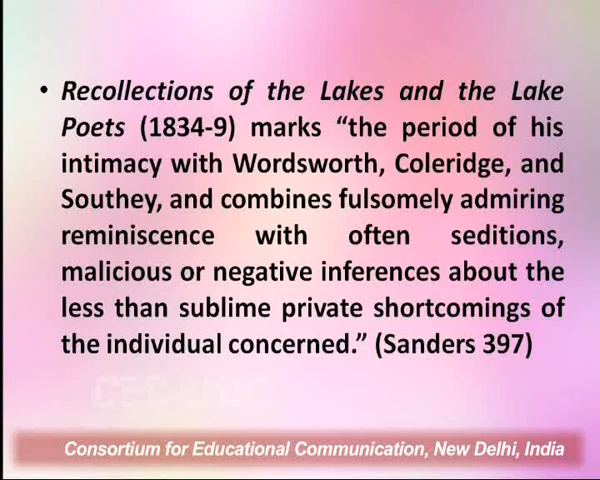 • Recollections of the Lakes and the Lake
Poets (1834-9) marks “the period of his
intimacy with Wordsworth, Coleridge, and
Southey, and combines fulsomely admiring
reminiscence with often seditions,
malicious or negative inferences about the
less than sublime private shortcomings of
the individual concerned.” (Sanders 397)
CEC-UGC
Consortium for Educational Communication, New Delhi, India